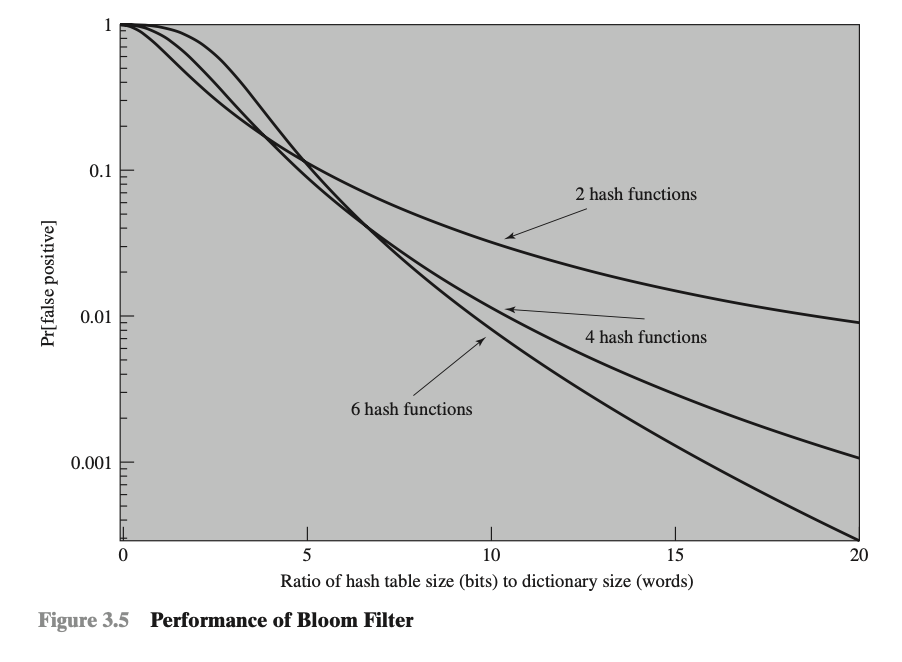 1
0.1
0.01
0.001
Pr[false positive]
2 hash functions
4 hash functions
6 hash functions
0 5 10 15 20
Ratio of hash table size (bits) to dictionary size (words)
Figure 3.5 Performance of Bloom Filter